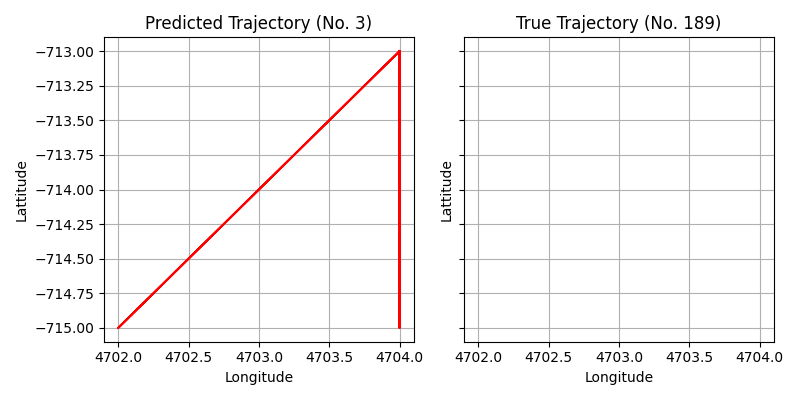 Predicted Trajectory (No. 3)
True Trajectory (No. 189)
−713.00
−713.25
−713.50
−713.75
−714.00
−714.25
−714.50
−714.75
−715.00
Lattitude
Lattitude
4702.0 4702.5 4703.0 4703.5 4704.0
4702.0 4702.5 4703.0 4703.5 4704.0
Longitude
Longitude